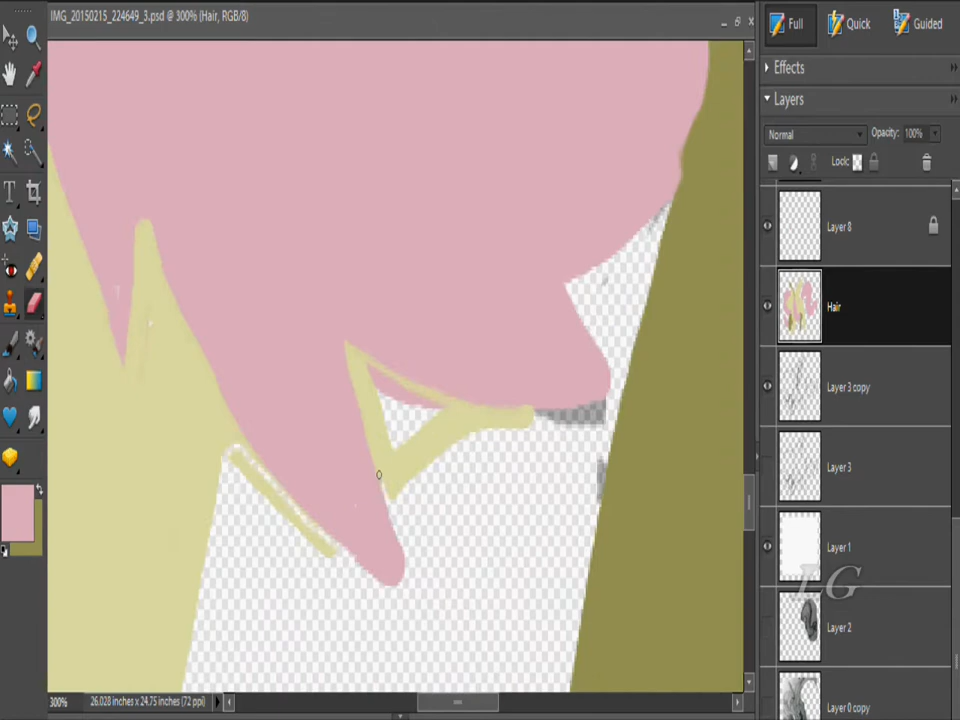 IMG_20150215_224649_3.psd @ 300% (Hair, RGB/8)
Full
Quick
Guided
Effects
Layers
Normal
Opacity: 100%
Lock:
Layer 8
Hair
Layer 3 copy
Layer 3
Layer 1
LG
Layer 2
Layer 0 copy
T
300%
26.028 inches x 24.75 inches (72 ppi)